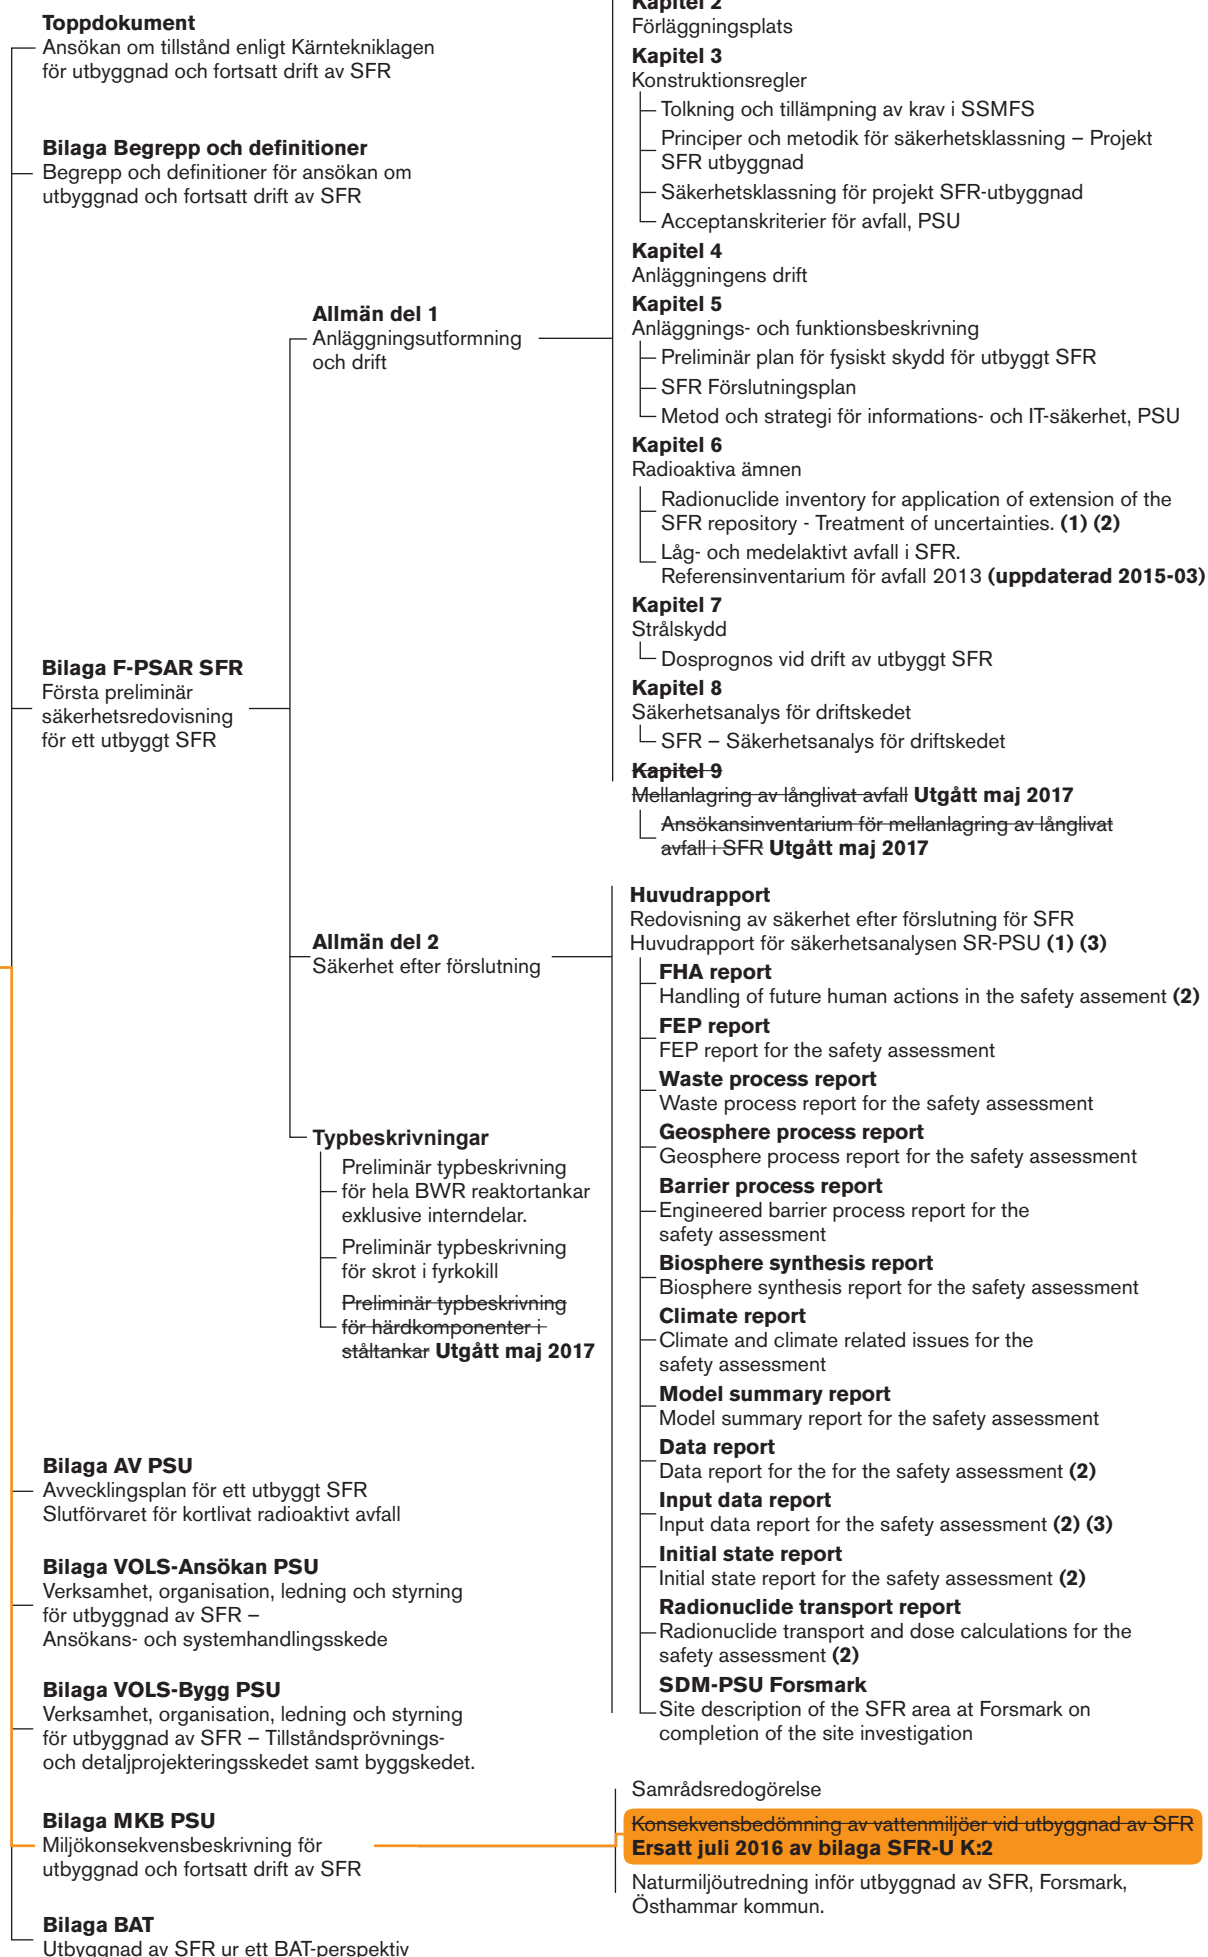 Toppdokument
Ansökan om tillstånd enligt Kärntekniklagen
för utbyggnad och fortsatt drift av SFR
Bilaga Begrepp och definitioner
Begrepp och definitioner för ansökan om
utbyggnad och fortsatt drift av SFR
Bilaga F-PSAR SFR
Första preliminär
säkerhetsredovisning
för ett utbyggt SFR
Allmän del 1
Anläggningsutformning
och drift
Kapitel 2
Förläggningsplats
Kapitel 3
Konstruktionsregler
Tolkning och tillämpning av krav i SSMFS
Principer och metodik för säkerhetsklassning – Projekt
SFR utbyggnad
Säkerhetsklassning för projekt SFR-utbyggnad
Acceptanskriterier för avfall, PSU
Kapitel 4
Anläggningens drift
Kapitel 5
Anläggnings- och funktionsbeskrivning
Preliminär plan för fysiskt skydd för utbyggt SFR
SFR Förslutningsplan
Metod och strategi för informations- och IT-säkerhet, PSU
Kapitel 6
Radioaktiva ämnen
Radionuclide inventory for application of extension of the
SFR repository - Treatment of uncertainties. (1) (2)
Låg- och medelaktivt avfall i SFR.
Referensinventarium för avfall 2013 (uppdaterad 2015-03)
Kapitel 7
Strålskydd
Dosprognos vid drift av utbyggt SFR
Kapitel 8
Säkerhetsanalys för driftskedet
SFR – Säkerhetsanalys för driftskedet
Kapitel 9
Mellanlagring av långlivat avfall Utgått maj 2017
Ansökansinventarium för mellanlagring av långlivat
avfall i SFR Utgått maj 2017
Allmän del 2
Säkerhet efter förslutning
Huvudrapport
Redovisning av säkerhet efter förslutning för SFR
Huvudrapport för säkerhetsanalysen SR-PSU (1) (3)
FHA report
Handling of future human actions in the safety assement (2)
FEP report
FEP report for the safety assessment
Waste process report
Waste process report for the safety assessment
Geosphere process report
Geosphere process report for the safety assessment
Barrier process report
Engineered barrier process report for the
safety assessment
Biosphere synthesis report
Biosphere synthesis report for the safety assessment
Climate report
Climate and climate related issues for the
safety assessment
Model summary report
Model summary report for the safety assessment
Data report
Data report for the for the safety assessment (2)
Input data report
Input data report for the safety assessment (2) (3)
Initial state report
Initial state report for the safety assessment (2)
Radionuclide transport report
Radionuclide transport and dose calculations for the
safety assessment (2)
SDM-PSU Forsmark
Site description of the SFR area at Forsmark on
completion of the site investigation
Typbeskrivningar
Preliminär typbeskrivning
för hela BWR reaktortankar
exklusive interndelar.
Preliminär typbeskrivning
för skrot i fyrkokill
Preliminär typbeskrivning
för härdkomponenter i
ståltankar Utgått maj 2017
Bilaga AV PSU
Avvecklingsplan för ett utbyggt SFR
Slutförvaret för kortlivat radioaktivt avfall
Bilaga VOLS-Ansökan PSU
Verksamhet, organisation, ledning och styrning
för utbyggnad av SFR –
Ansökans- och systemhandlingsskede
Bilaga VOLS-Bygg PSU
Verksamhet, organisation, ledning och styrning
för utbyggnad av SFR – Tillståndsprövnings-
och detaljprojekteringsskedet samt byggskedet.
Bilaga MKB PSU
Miljökonsekvensbeskrivning för
utbyggnad och fortsatt drift av SFR
Samrådsredogörelse
Konsekvensbedömning av vattenmiljöer vid utbyggnad av SFR
Ersatt juli 2016 av bilaga SFR-U K:2
Naturmiljöutredning inför utbyggnad av SFR, Forsmark,
Östhammar kommun.
Bilaga BAT
Utbyggnad av SFR ur ett BAT-perspektiv